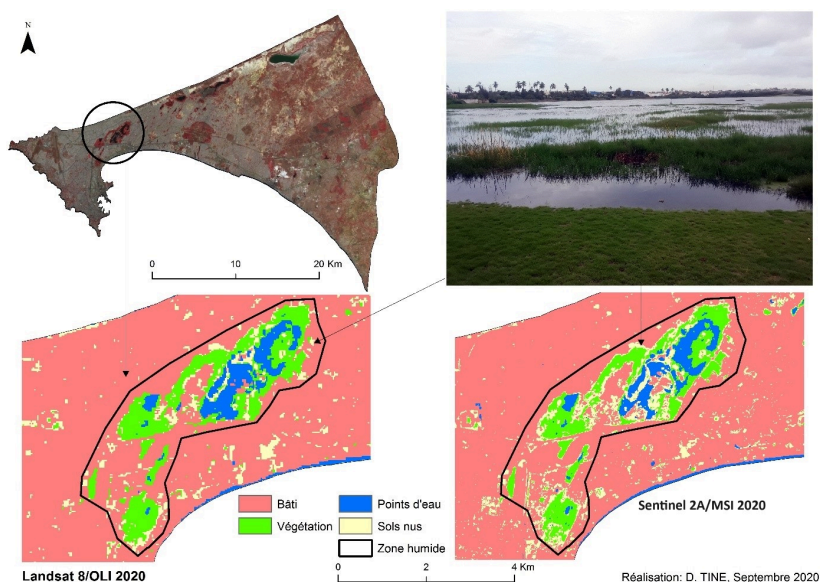 N
0 10 20 Km
Bâti
Points d'eau
Végétation
Sols nus
Zone humide
Sentinel 2A/MSI 2020
Landsat 8/OLI 2020
0 2 4 Km
Réalisation: D. TINE, Septembre 2020